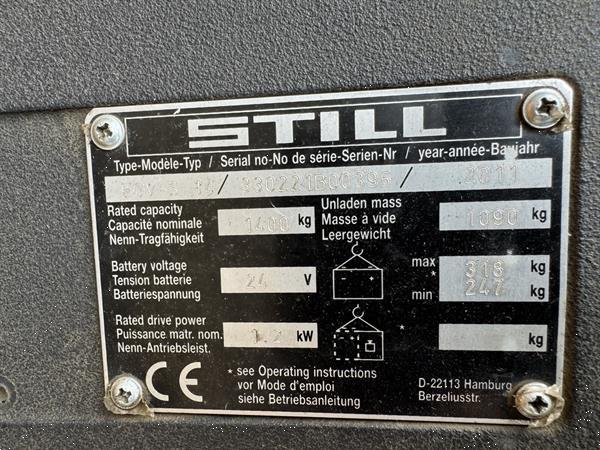 STILL
Type-Modèle-Typ / Serial no-No de série-Serien-Nr / year-année-Baujahr
/ / 2011
Rated capacity
Capacité nominale
Nenn-Tragfähigkeit
1400 kg
Unladen mass
Masse à vide
Leergewicht
1090 kg
Battery voltage
Tension batterie
Batteriespannung
24 V
- +
max 318 kg
*
min 247 kg
Rated drive power
Puissance matr. nom.
Nenn-Antriebsleist.
1,2 kW
* kg
CE
* see Operating instructions
voir Mode d'emploi
siehe Betriebsanleitung
D-22113 Hamburg
Berzeliusstr.